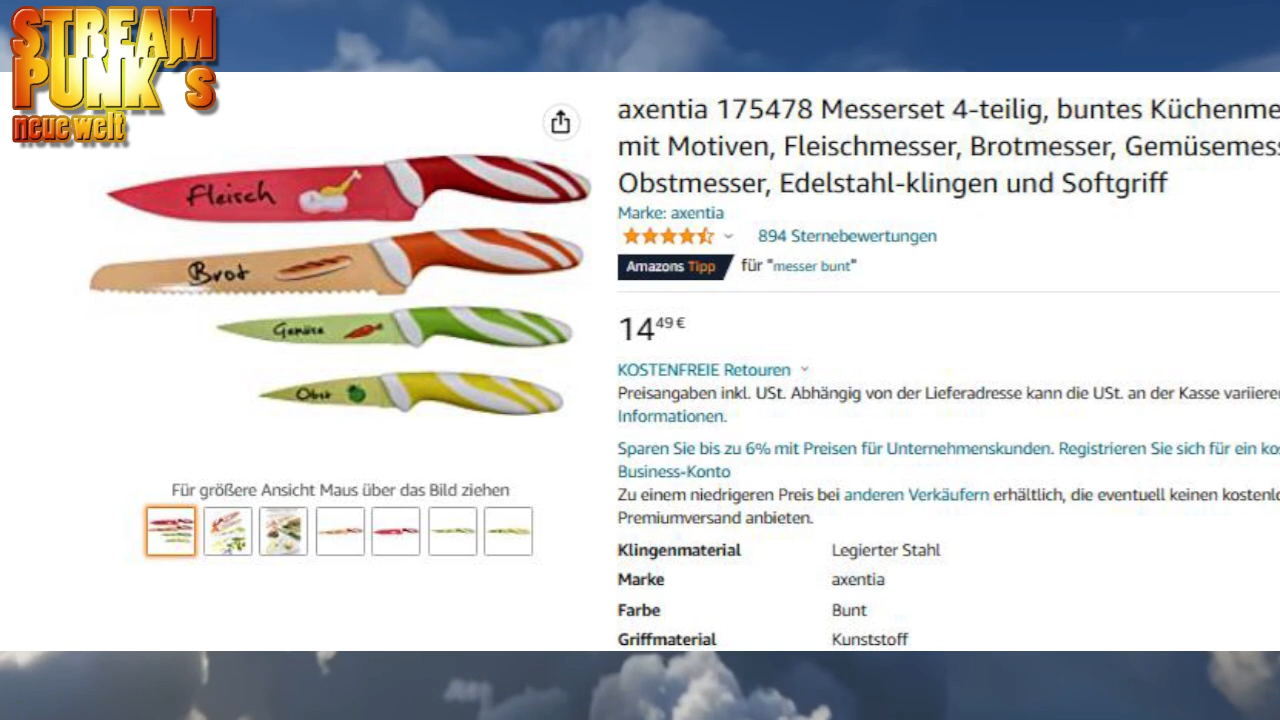 STREAM
PUNK´s
neue welt
axentia 175478 Messerset 4-teilig, buntes Küchenme
mit Motiven, Fleischmesser, Brotmesser, Gemüsemess
Obstmesser, Edelstahl-klingen und Softgriff
Marke: axentia
894 Sternebewertungen
Amazons Tipp für "messer bunt"
14 49 €
KOSTENFREIE Retouren
Preisangaben inkl. USt. Abhängig von der Lieferadresse kann die USt. an der Kasse variieren
Informationen.
Sparen Sie bis zu 6% mit Preisen für Unternehmenskunden. Registrieren Sie sich für ein ko
Business-Konto
Zu einem niedrigeren Preis bei anderen Verkäufern erhältlich, die eventuell keinen kostenlo
Premiumversand anbieten.
Klingenmaterial Legierter Stahl
Marke axentia
Farbe Bunt
Griffmaterial Kunststoff
Fleisch
Brot
Gemüse
Obst
Für größere Ansicht Maus über das Bild ziehen